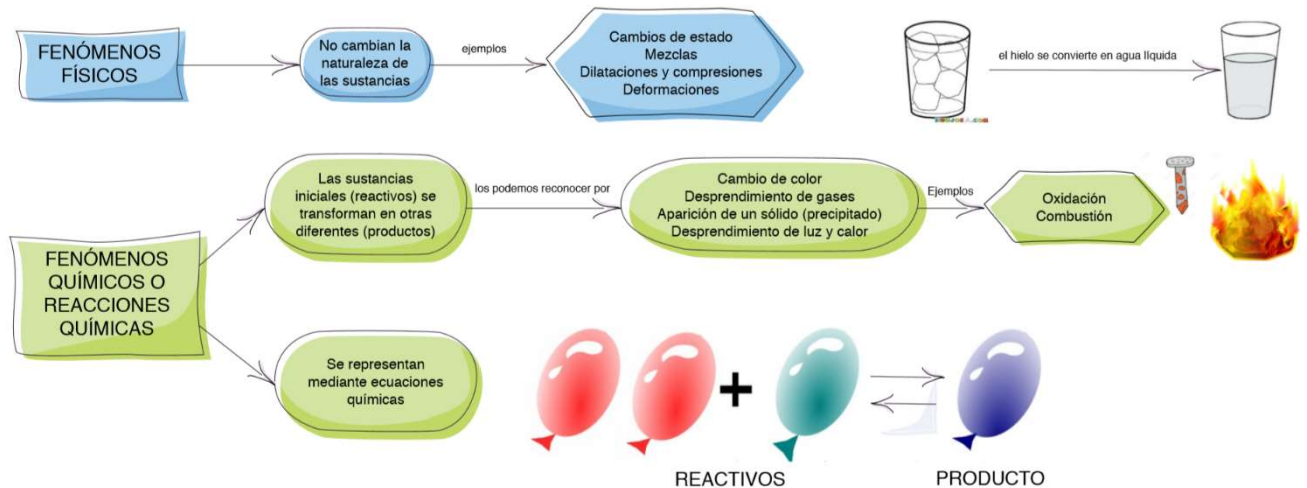 FENÓMENOS
FÍSICOS
No cambian la
naturaleza de
las sustancias
ejemplos
Cambios de estado
Mezclas
Dilataciones y compresiones
Deformaciones
el hielo se convierte en agua líquida
FENÓMENOS
QUÍMICOS O
REACCIONES
QUÍMICAS
Las sustancias
iniciales (reactivos) se
transforman en otras
diferentes (productos)
los podemos reconocer por
Cambio de color
Desprendimiento de gases
Aparición de un sólido (precipitado)
Desprendimiento de luz y calor
Ejemplos
Oxidación
Combustión
Se representan
mediante ecuaciones
químicas
+
REACTIVOS
PRODUCTO